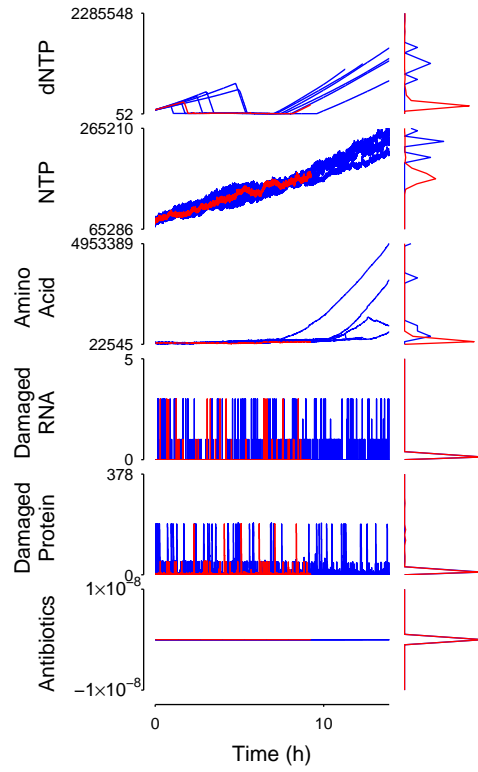 2285548
dNTP
52
265210
NTP
65286
4953389
Amino
Acid
22545
5
Damaged
RNA
0
378
Damaged
Protein
0
1×10⁻⁸
Antibiotics
−1×10⁻⁸
0 10
Time (h)